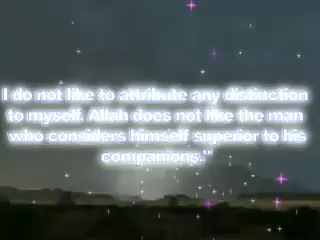 I do not like to attribute any distinction
to myself. Allah does not like the man
who considers himself superior to his
companions."